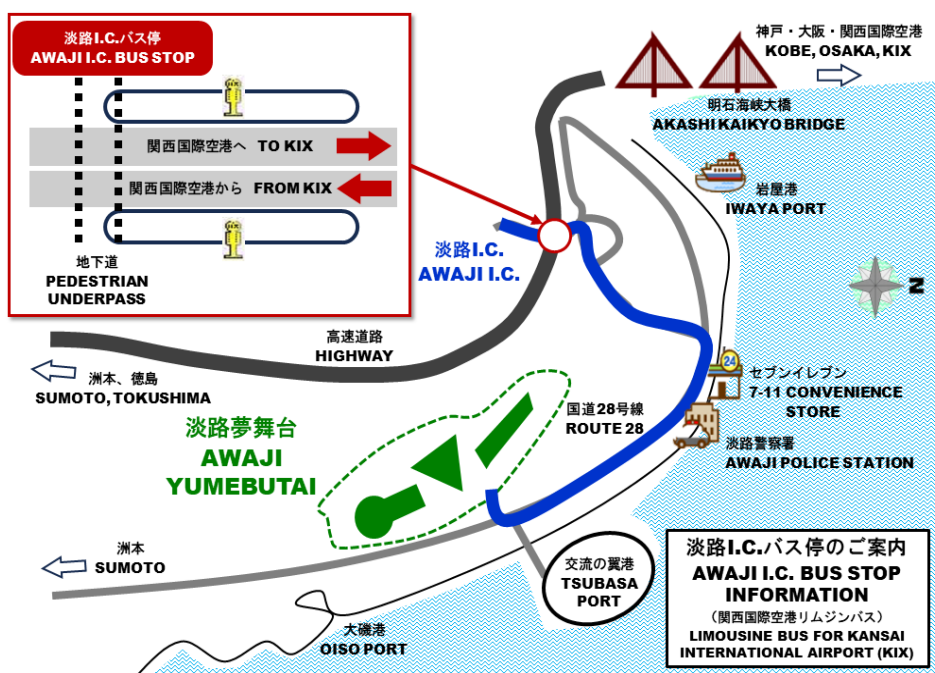 淡路I.C.バス停
AWAJI I.C. BUS STOP
関西国際空港へ TO KIX
関西国際空港から FROM KIX
地下道
PEDESTRIAN
UNDERPASS
神戸・大阪・関西国際空港
KOBE, OSAKA, KIX
明石海峡大橋
AKASHI KAIKYO BRIDGE
岩屋港
IWAYA PORT
淡路I.C.
AWAJI I.C.
N
高速道路
HIGHWAY
洲本、徳島
SUMOTO, TOKUSHIMA
24
セブンイレブン
7-11 CONVENIENCE
STORE
国道28号線
ROUTE 28
淡路警察署
AWAJI POLICE STATION
淡路夢舞台
AWAJI
YUMEBUTAI
洲本
SUMOTO
交流の翼港
TSUBASA
PORT
大磯港
OISO PORT
淡路I.C.バス停のご案内
AWAJI I.C. BUS STOP
INFORMATION
（関西国際空港リムジンバス）
LIMOUSINE BUS FOR KANSAI
INTERNATIONAL AIRPORT (KIX)